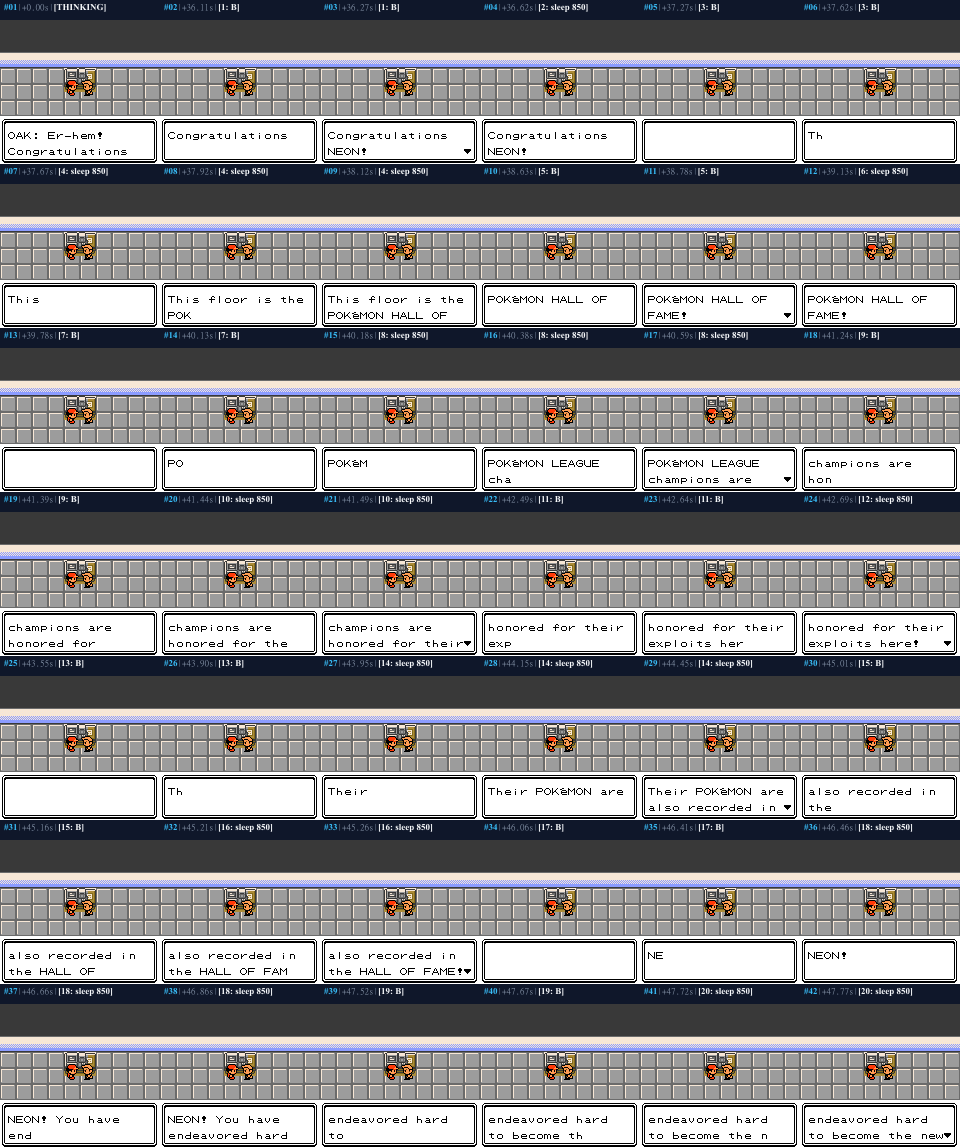 #01|+0.00s|[THINKING] #02|+36.11s|[1: B] #03|+36.27s|[1: B] #04|+36.62s|[2: sleep 850] #05|+37.27s|[3: B] #06|+37.62s|[3: B]
OAK: Er-hem!
Congratulations
Congratulations
Congratulations
NEON!
Congratulations
NEON!
Th
#07|+37.67s|[4: sleep 850] #08|+37.92s|[4: sleep 850] #09|+38.12s|[4: sleep 850] #10|+38.63s|[5: B] #11|+38.78s|[5: B] #12|+39.13s|[6: sleep 850]
This
This floor is the
POK
This floor is the
POKéMON HALL OF
POKéMON HALL OF
POKéMON HALL OF
FAME!
POKéMON HALL OF
FAME!
#13|+39.78s|[7: B] #14|+40.13s|[7: B] #15|+40.18s|[8: sleep 850] #16|+40.38s|[8: sleep 850] #17|+40.59s|[8: sleep 850] #18|+41.24s|[9: B]
PO
POKéM
POKéMON LEAGUE
cha
POKéMON LEAGUE
champions are
champions are
hon
#19|+41.39s|[9: B] #20|+41.44s|[10: sleep 850] #21|+41.49s|[10: sleep 850] #22|+42.49s|[11: B] #23|+42.64s|[11: B] #24|+42.69s|[12: sleep 850]
champions are
honored for
champions are
honored for the
champions are
honored for their
honored for their
exp
honored for their
exploits her
honored for their
exploits here!
#25|+43.55s|[13: B] #26|+43.90s|[13: B] #27|+43.95s|[14: sleep 850] #28|+44.15s|[14: sleep 850] #29|+44.45s|[14: sleep 850] #30|+45.01s|[15: B]
Th
Their
Their POKéMON are
Their POKéMON are
also recorded in
also recorded in
the
#31|+45.16s|[15: B] #32|+45.21s|[16: sleep 850] #33|+45.26s|[16: sleep 850] #34|+46.06s|[17: B] #35|+46.41s|[17: B] #36|+46.46s|[18: sleep 850]
also recorded in
the HALL OF
also recorded in
the HALL OF FAM
also recorded in
the HALL OF FAME!
NE
NEON!
#37|+46.66s|[18: sleep 850] #38|+46.86s|[18: sleep 850] #39|+47.52s|[19: B] #40|+47.67s|[19: B] #41|+47.72s|[20: sleep 850] #42|+47.77s|[20: sleep 850]
NEON! You have
end
NEON! You have
endeavored hard
endeavored hard
to
endeavored hard
to become th
endeavored hard
to become the n
endeavored hard
to become the new